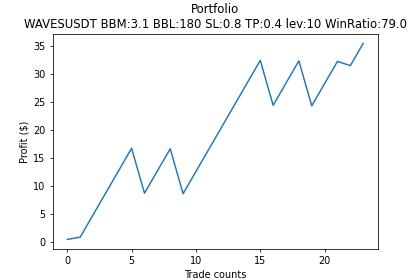 Portfolio
WAVESUSDT BBM:3.1 BBL:180 SL:0.8 TP:0.4 lev:10 WinRatio:79.0
35
30
25
20
15
10
5
0
Profit ($)
0 5 10 15 20
Trade counts